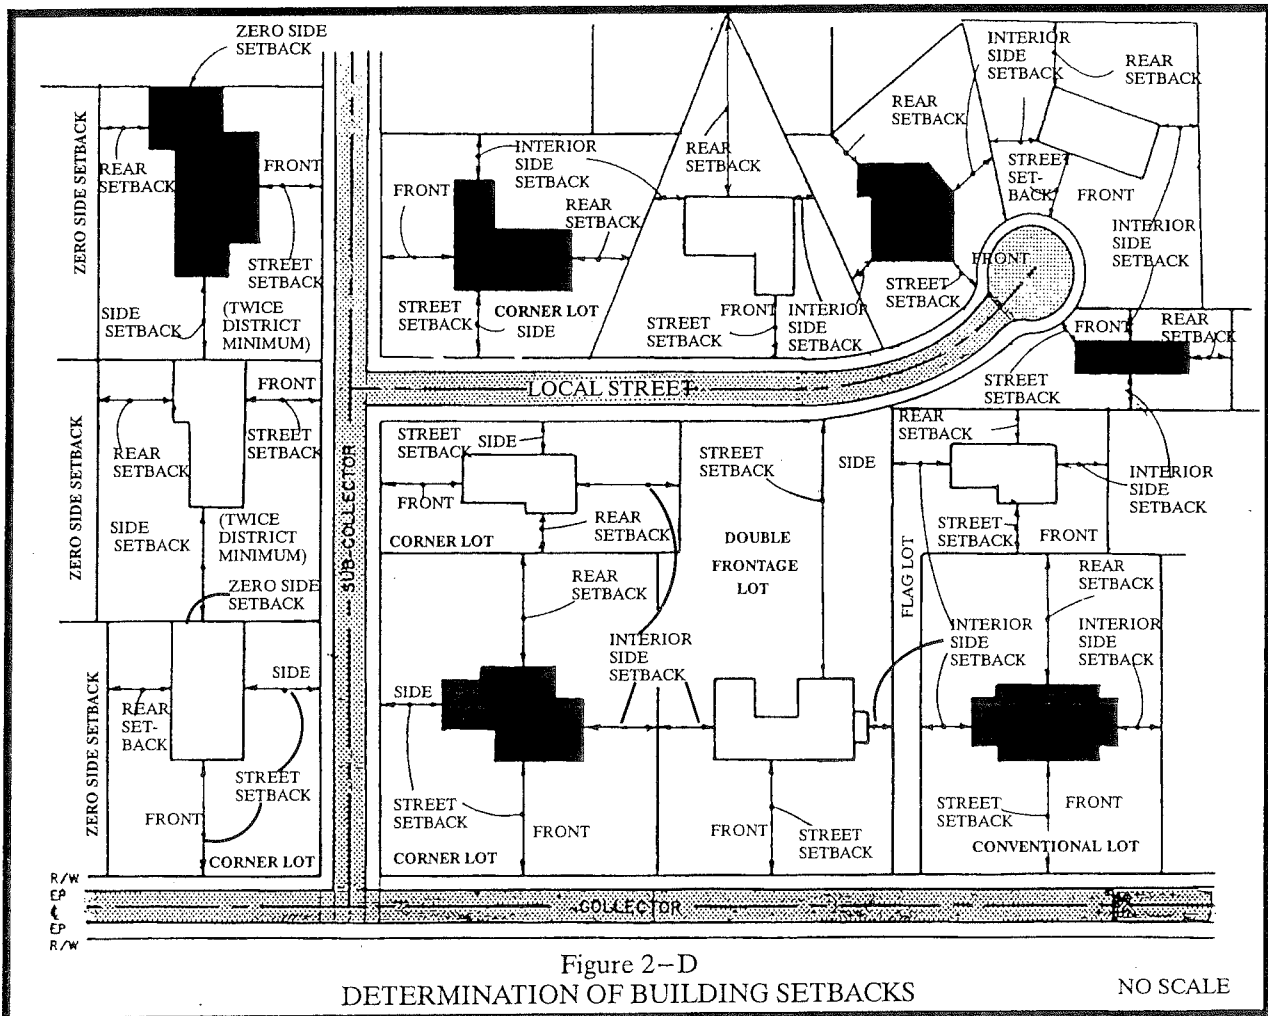 ZERO SIDE
SETBACK
INTERIOR
SIDE
SETBACK
REAR
SETBACK
ZERO SIDE SETBACK
REAR
SETBACK
FRONT
STREET
SETBACK
SIDE
SETBACK
(TWICE
DISTRICT
MINIMUM)
INTERIOR
SIDE
SETBACK
FRONT
REAR
SETBACK
STREET
SETBACK
SIDE
CORNER LOT
REAR
SETBACK
FRONT
STREET
SETBACK
INTERIOR
SIDE
SETBACK
REAR
SETBACK
STREET
SETBACK
FRONT
STREET
SET-
BACK
FRONT
INTERIOR
SIDE
SETBACK
FRONT
REAR
SETBACK
STREET
SETBACK
LOCAL STREET
SUB-COLLECTOR
ZERO SIDE SETBACK
FRONT
REAR
SETBACK
STREET
SETBACK
SIDE
SETBACK
(TWICE
DISTRICT
MINIMUM)
ZERO SIDE
SETBACK
STREET
SETBACK
SIDE
FRONT
REAR
SETBACK
CORNER LOT
STREET
SETBACK
DOUBLE
FRONTAGE
LOT
SIDE
REAR
SETBACK
INTERIOR
SIDE
SETBACK
STREET
SETBACK
FRONT
FLAG LOT
ZERO SIDE SETBACK
SIDE
REAR
SET-
BACK
STREET
SETBACK
FRONT
CORNER LOT
REAR
SETBACK
INTERIOR
SIDE
SETBACK
SIDE
STREET
SETBACK
FRONT
CORNER LOT
FRONT
STREET
SETBACK
INTERIOR
SIDE
SETBACK
REAR
SETBACK
INTERIOR
SIDE
SETBACK
STREET
SETBACK
FRONT
CONVENTIONAL LOT
R/W
EP
℄
EP
R/W
COLLECTOR
Figure 2-D
DETERMINATION OF BUILDING SETBACKS
NO SCALE